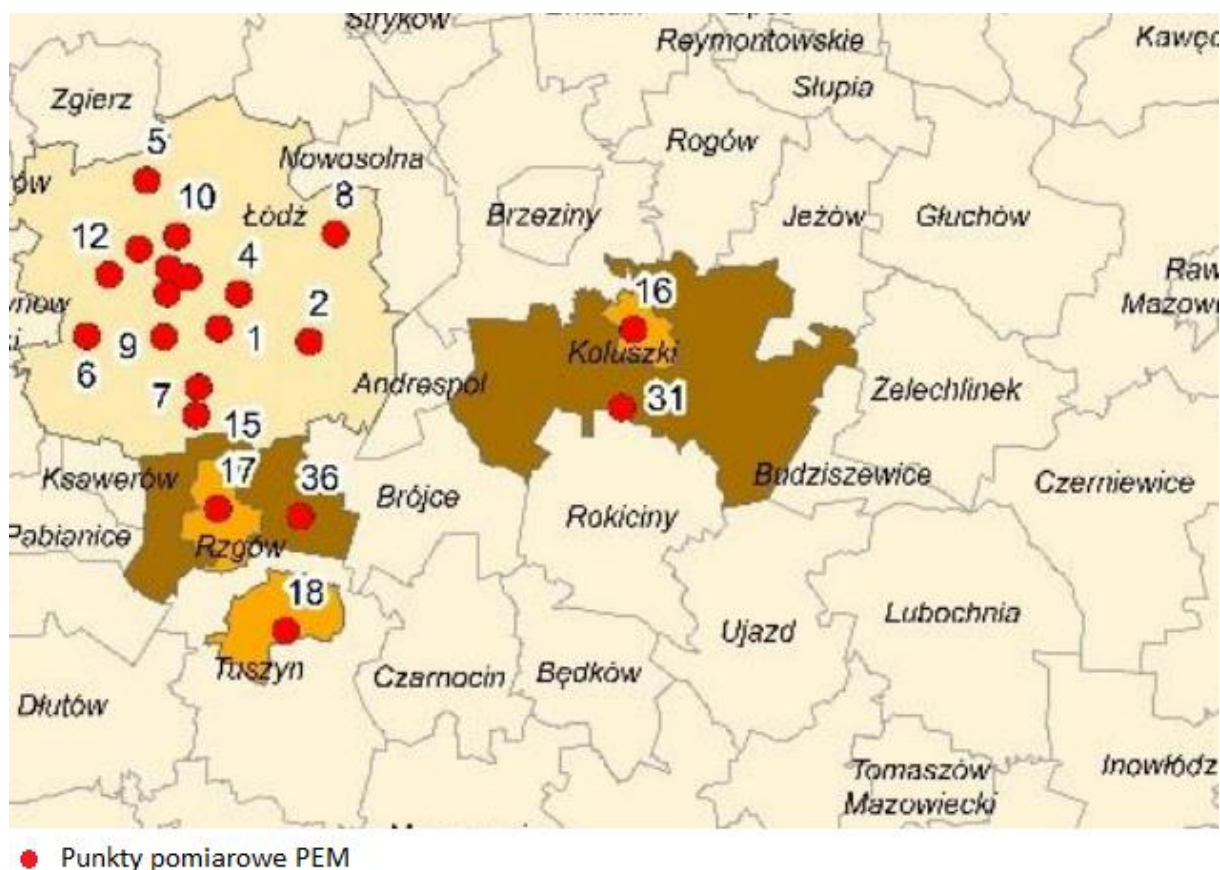 Stryków
Reymontowskie
Słupia
Zgierz
5
Nowosolna
Rogów
10
Łódź
8
Brzeziny
Jeżów
Głuchów
12
4
16
2
9
1
Koluszki
6
Andrespol
Żelechlinek
7
31
15
Ksawerów
17
36
Brójce
Budziszewice
Czerniewice
Pabianice
Rokiciny
Rzgów
18
Lubochnia
Ujazd
Tuszyn
Czarnocin
Będków
Dłutów
Tomaszów
Mazowiecki
Inowłódz
Punkty pomiarowe PEM